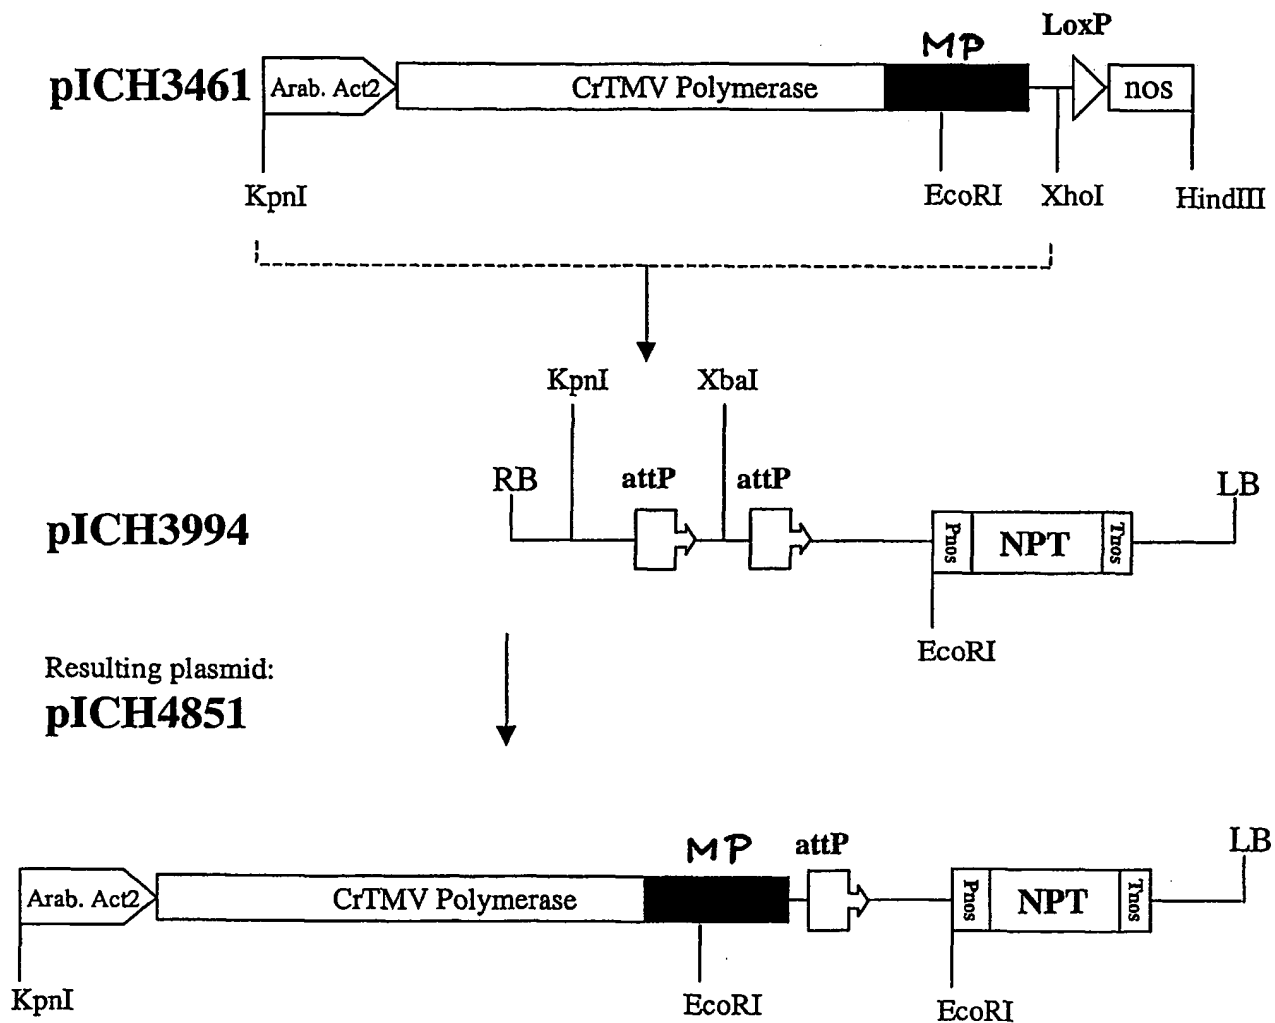 LoxP
MP
pICH3461
Arab. Act2
CrTMV Polymerase
nos
KpnI
EcoRI
XhoI
HindIII
KpnI
XbaI
RB
attP
attP
LB
pICH3994
Pnos
NPT
Tnos
EcoRI
Resulting plasmid:
pICH4851
MP
attP
LB
Arab. Act2
CrTMV Polymerase
Pnos
NPT
Tnos
KpnI
EcoRI
EcoRI